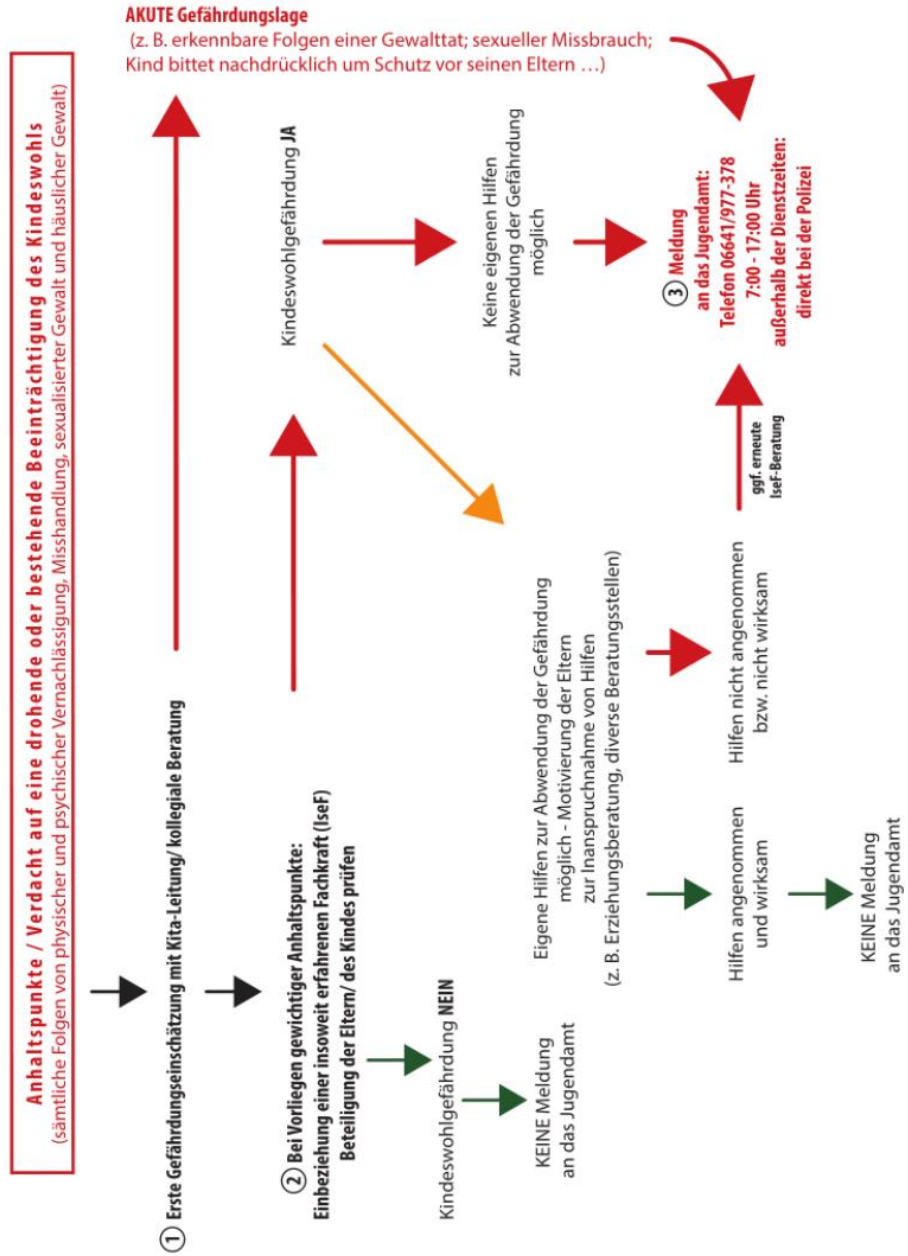 Anhaltspunkte / Verdacht auf eine drohende oder bestehende Beeinträchtigung des Kindeswohls
(sämtliche Folgen von physischer und psychischer Vernachlässigung, Misshandlung, sexualisierter Gewalt und häuslicher Gewalt)
1 Erste Gefährdungseinschätzung mit Kita-Leitung/ kollegiale Beratung
AKUTE Gefährdungslage
(z. B. erkennbare Folgen einer Gewalttat; sexueller Missbrauch;
Kind bittet nachdrücklich um Schutz vor seinen Eltern ...)
2 Bei Vorliegen gewichtiger Anhaltspunkte:
Einbeziehung einer insoweit erfahrenen Fachkraft (IseF)
Beteiligung der Eltern/ des Kindes prüfen
Kindeswohlgefährdung JA
Kindeswohlgefährdung NEIN
KEINE Meldung
an das Jugendamt
Keine eigenen Hilfen
zur Abwendung der Gefährdung
möglich
Eigene Hilfen zur Abwendung der Gefährdung
möglich - Motivierung der Eltern
zur Inanspruchnahme von Hilfen
(z. B. Erziehungsberatung, diverse Beratungsstellen)
Hilfen angenommen
und wirksam
KEINE Meldung
an das Jugendamt
Hilfen nicht angenommen
bzw. nicht wirksam
ggf. erneute
IseF-Beratung
3 Meldung
an das Jugendamt:
Telefon 06641/977-378
7:00 - 17:00 Uhr
außerhalb der Dienstzeiten:
direkt bei der Polizei